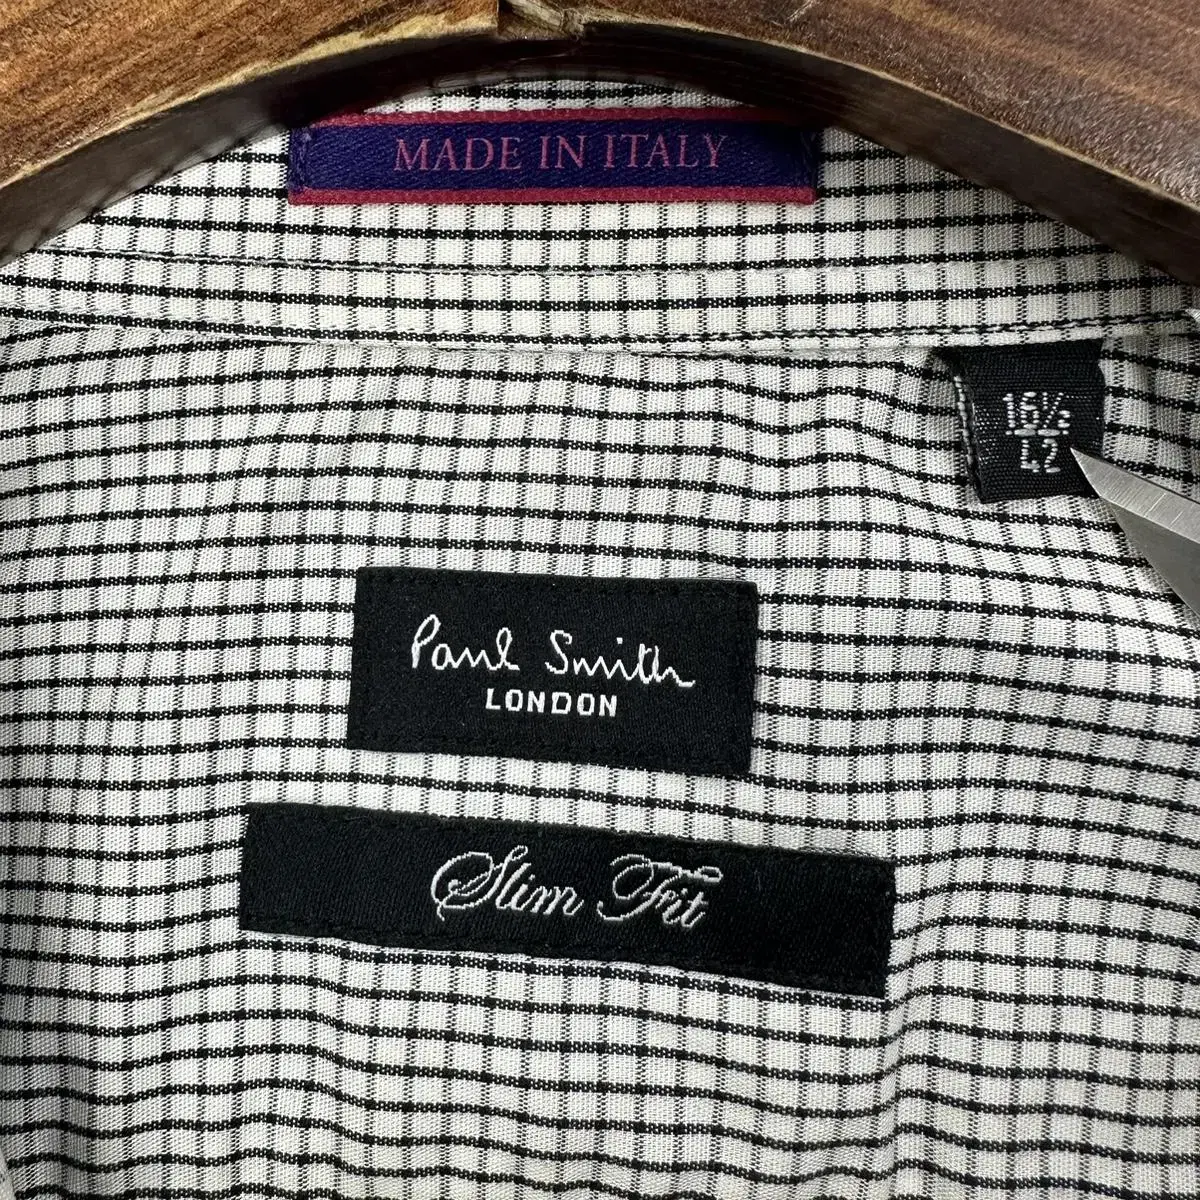 MADE IN ITALY
16½
42
Paul Smith
LONDON
Slim Fit